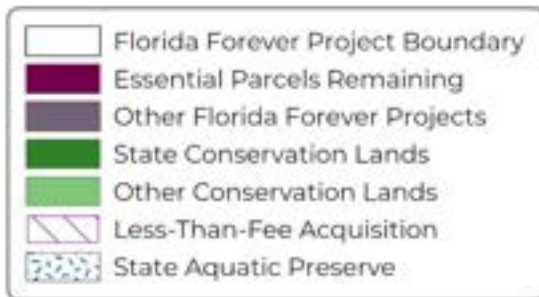 Florida Forever Project Boundary
Essential Parcels Remaining
Other Florida Forever Projects
State Conservation Lands
Other Conservation Lands
Less-Than-Fee Acquisition
State Aquatic Preserve